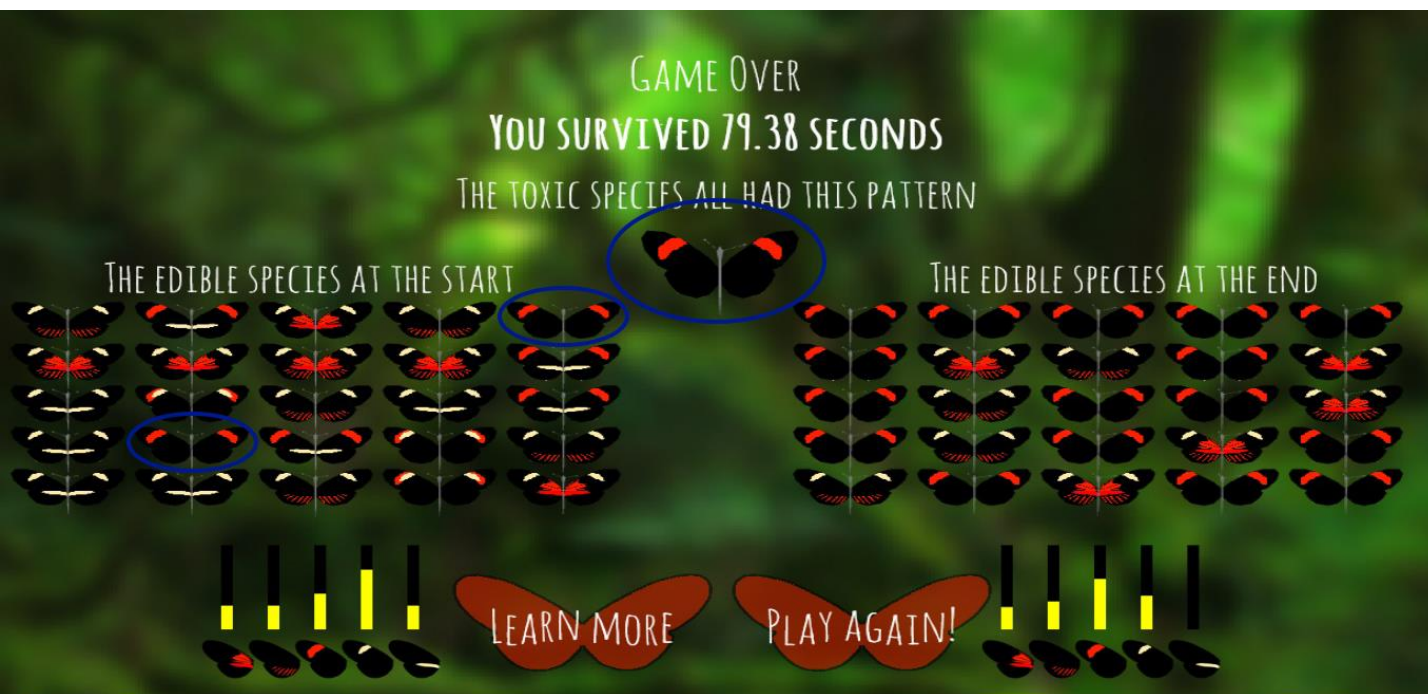 Game Over
You survived 79.38 seconds
The toxic species all had this pattern
The edible species at the start
The edible species at the end
Learn more
Play again!